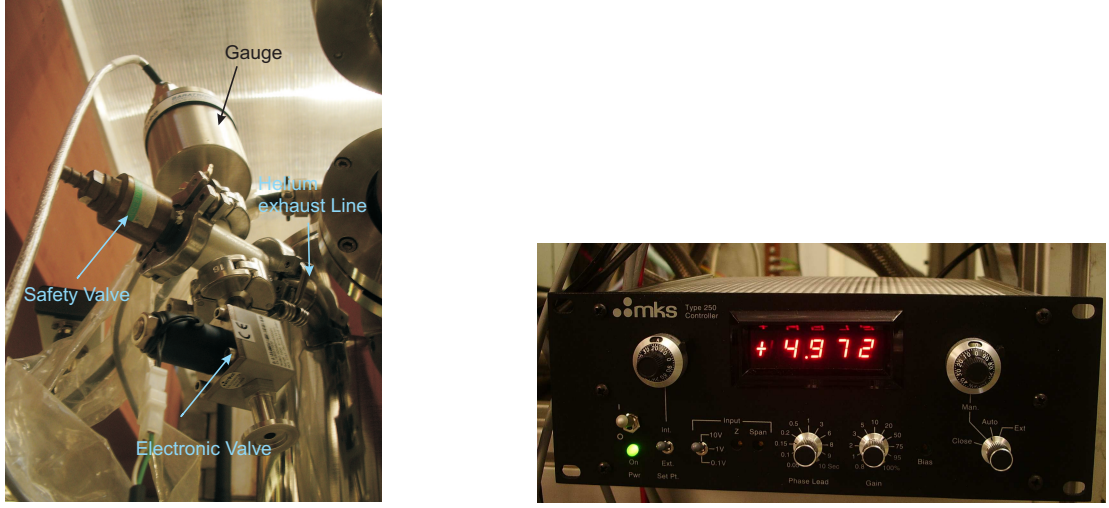 Gauge
Helium
exhaust Line
Safety Valve
CE
Electronic Valve
mks Type 250
Controller
+ 4.972
Man.
Auto
Ext
Close
I
O
On
Pwr
Int.
Ext.
Set Pt.
Input
Z Span
10V
1V
0.1V
0.5 1 3
0.2 6
0.15 8
0.1 9
0.05 10 Sec
Phase Lead
5 10 20
3 50
2 75
1 95
0.8 100%
Gain
Bias